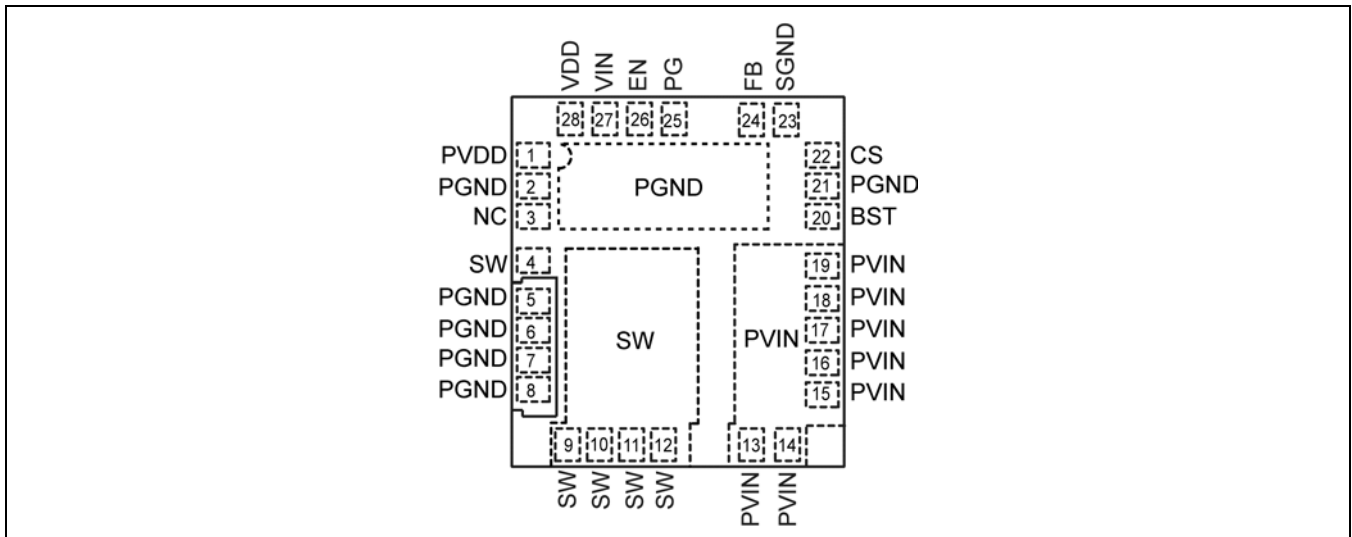 VDD
VIN
EN
PG
FB
SGND
28
27
26
25
24
23
PVDD 1
PGND 2
NC 3
SW 4
PGND 5
PGND 6
PGND 7
PGND 8
PGND
SW
PVIN
22 CS
21 PGND
20 BST
19 PVIN
18 PVIN
17 PVIN
16 PVIN
15 PVIN
9
10
11
12
13
14
SW
SW
SW
SW
PVIN
PVIN